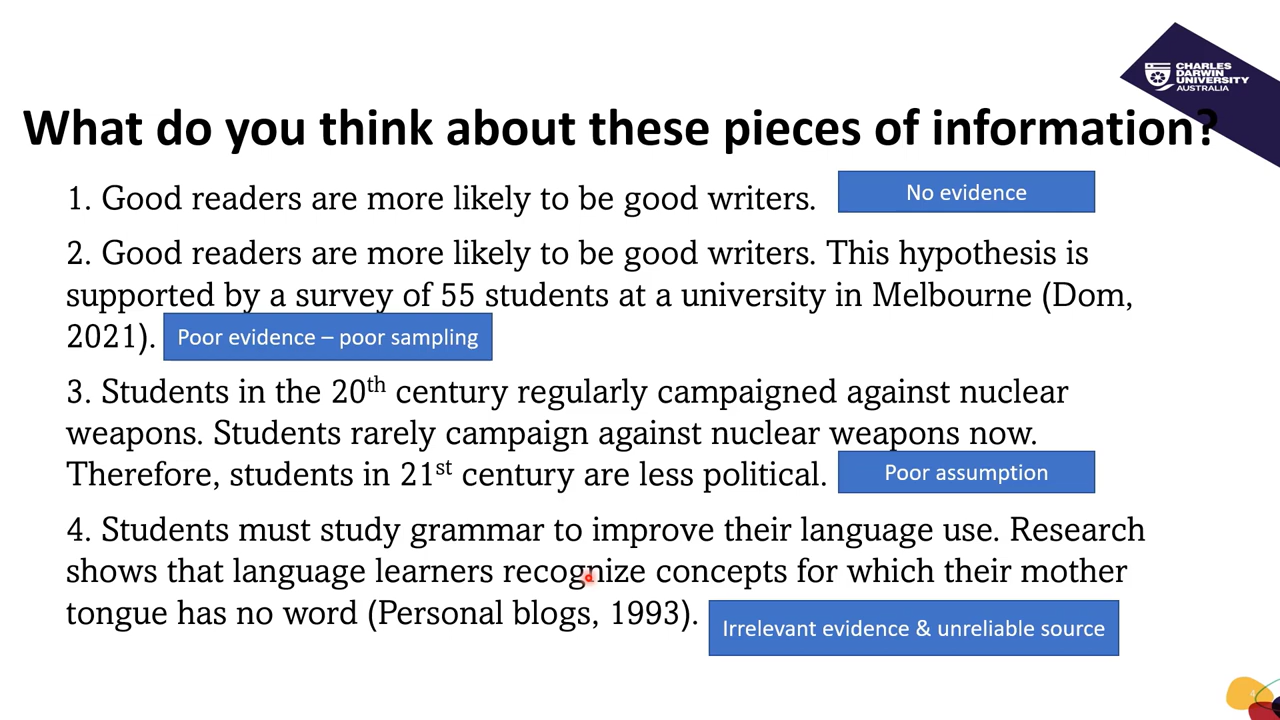 CHARLES
DARWIN
UNIVERSITY
AUSTRALIA
What do you think about these pieces of information?
1. Good readers are more likely to be good writers.
No evidence
2. Good readers are more likely to be good writers. This hypothesis is
supported by a survey of 55 students at a university in Melbourne (Dom,
2021).
Poor evidence – poor sampling
3. Students in the 20th century regularly campaigned against nuclear
weapons. Students rarely campaign against nuclear weapons now.
Therefore, students in 21st century are less political.
Poor assumption
4. Students must study grammar to improve their language use. Research
shows that language learners recognize concepts for which their mother
tongue has no word (Personal blogs, 1993).
Irrelevant evidence & unreliable source